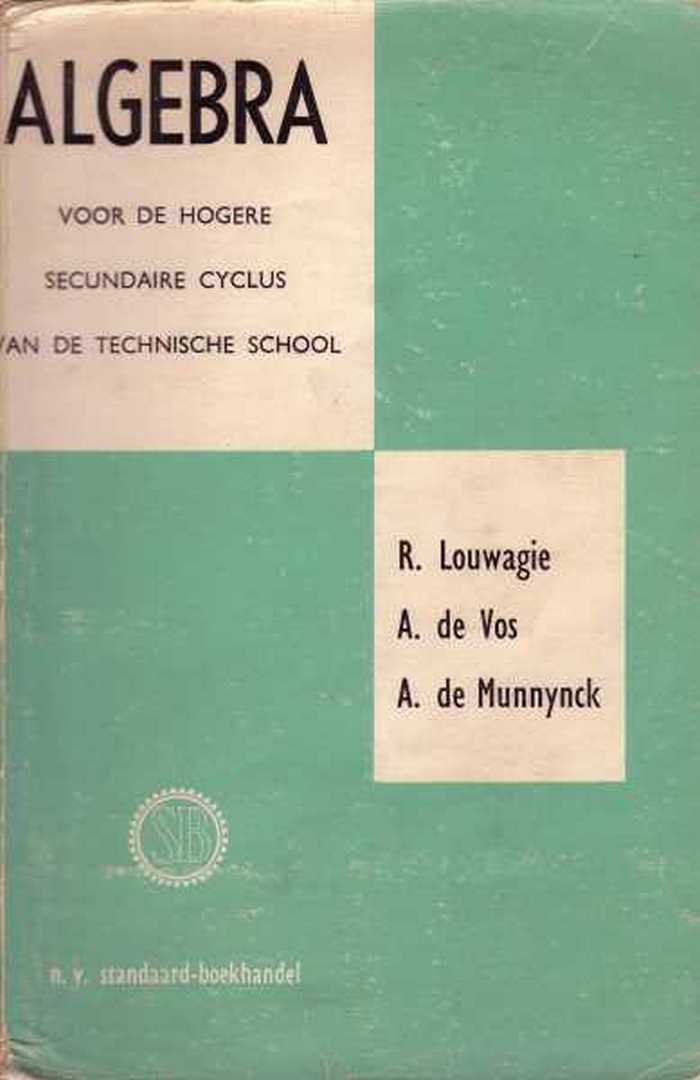 ALGEBRA
VOOR DE HOGERE
SECUNDAIRE CYCLUS
VAN DE TECHNISCHE SCHOOL
R. Louwagie
A. de Vos
A. de Munnynck
SB
n. v. standaard-boekhandel